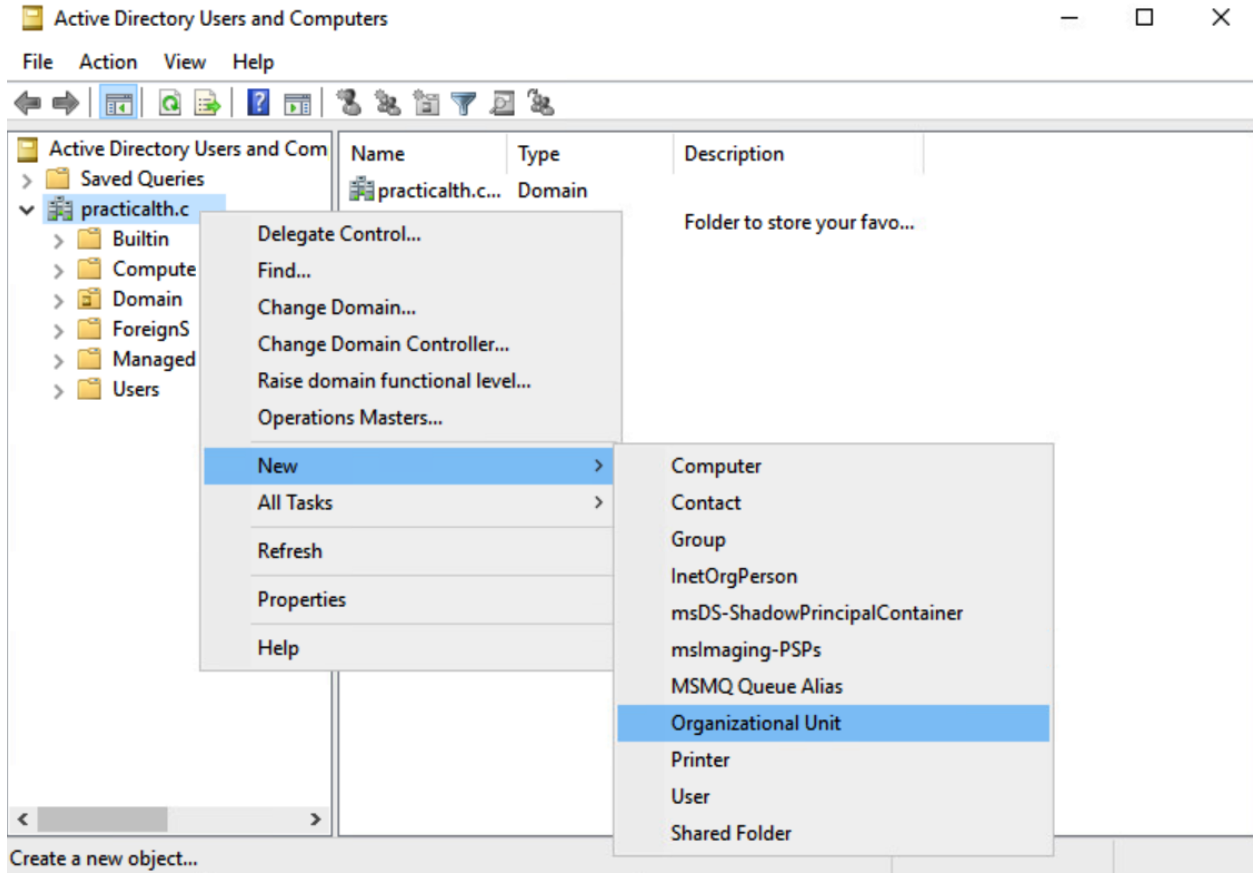 Active Directory Users and Computers
File Action View Help
Active Directory Users and Com
Saved Queries
practicalth.c
Builtin
Compute
Domain
ForeignS
Managed
Users
Name Type Description
practicalth.c... Domain
Folder to store your favo...
Delegate Control...
Find...
Change Domain...
Change Domain Controller...
Raise domain functional level...
Operations Masters...
New
All Tasks
Refresh
Properties
Help
Computer
Contact
Group
InetOrgPerson
msDS-ShadowPrincipalContainer
msImaging-PSPs
MSMQ Queue Alias
Organizational Unit
Printer
User
Shared Folder
Create a new object...